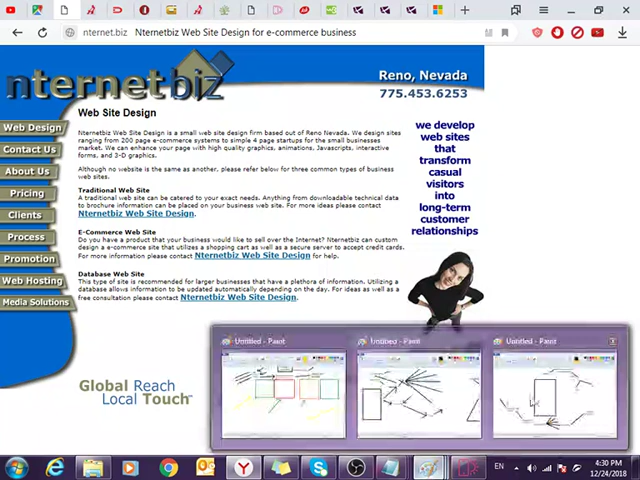 nternet.biz Nternetbiz Web Site Design for e-commerce business
nternetbiz
Reno, Nevada
775.453.6253
Web Site Design
Nternetbiz Web Site Design is a small web site design firm based out of Reno Nevada. We design sites
ranging from 200 page e-commerce systems to simple 4 page startups for the small businesses
market. We can enhance your page with high quality graphics, animations, Javascripts, interactive
forms, and 3-D graphics.
Although no website is the same as another, please refer below for three common types of business
web sites.
Traditional Web Site
A traditional web site can be catered to your exact needs. Anything from downloadable technical data
to brochure information can be placed on your business web site. For more ideas please contact
Nternetbiz Web Site Design.
E-Commerce Web Site
Do you have a product that your business would like to sell over the Internet? Nternetbiz can custom
design a e-commerce site that utilizes a shopping cart as well as a secure server to accept credit cards.
For more information please contact Nternetbiz Web Site Design for help.
Database Web Site
This type of site is recommended for larger businesses that have a plethora of information. Utilizing a
database allows information to be updated automatically depending on the day. For ideas as well as a
free consultation please contact Nternetbiz Web Site Design.
Web Design
Contact Us
About Us
Pricing
Clients
Process
Promotion
Web Hosting
Media Solutions
we develop
web sites
that
transform
casual
visitors
into
long-term
customer
relationships
Global Reach
Local Touch™
Untitled - Paint
Untitled - Paint
Untitled - Paint
EN
4:30 PM
12/24/2018